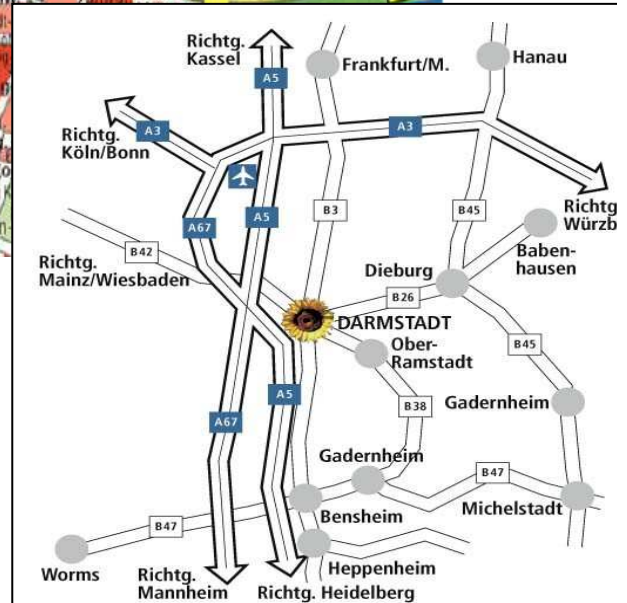 Richtg.
Kassel
A5
Frankfurt/M.
Hanau
A3
Richtg.
Köln/Bonn
A3
A5
B3
B45
Richtg.
Würzb
A67
B42
Richtg.
Mainz/Wiesbaden
Dieburg
Baben-
hausen
B26
DARMSTADT
Ober-
Ramstadt
B45
A5
B38
Gadernheim
A67
Gadernheim
B47
Michelstadt
Bensheim
B47
Worms
Heppenheim
Richtg.
Mannheim
Richtg. Heidelberg